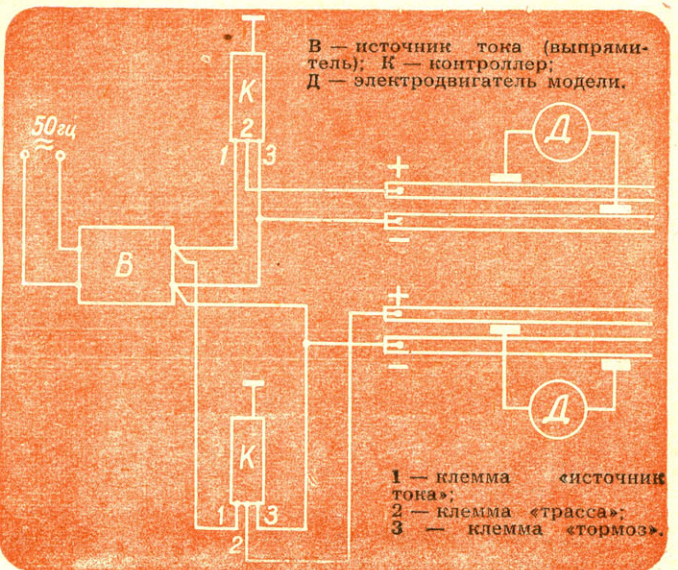 В — источник тока (выпрями-
тель); К — контроллер;
Д — электродвигатель модели.
К
50гц
≈
2
1 3
Д
+
−
В
+
−
Д
К
1 3
2
1 — клемма «источник
тока»;
2 — клемма «трасса»;
3 — клемма «тормоз».